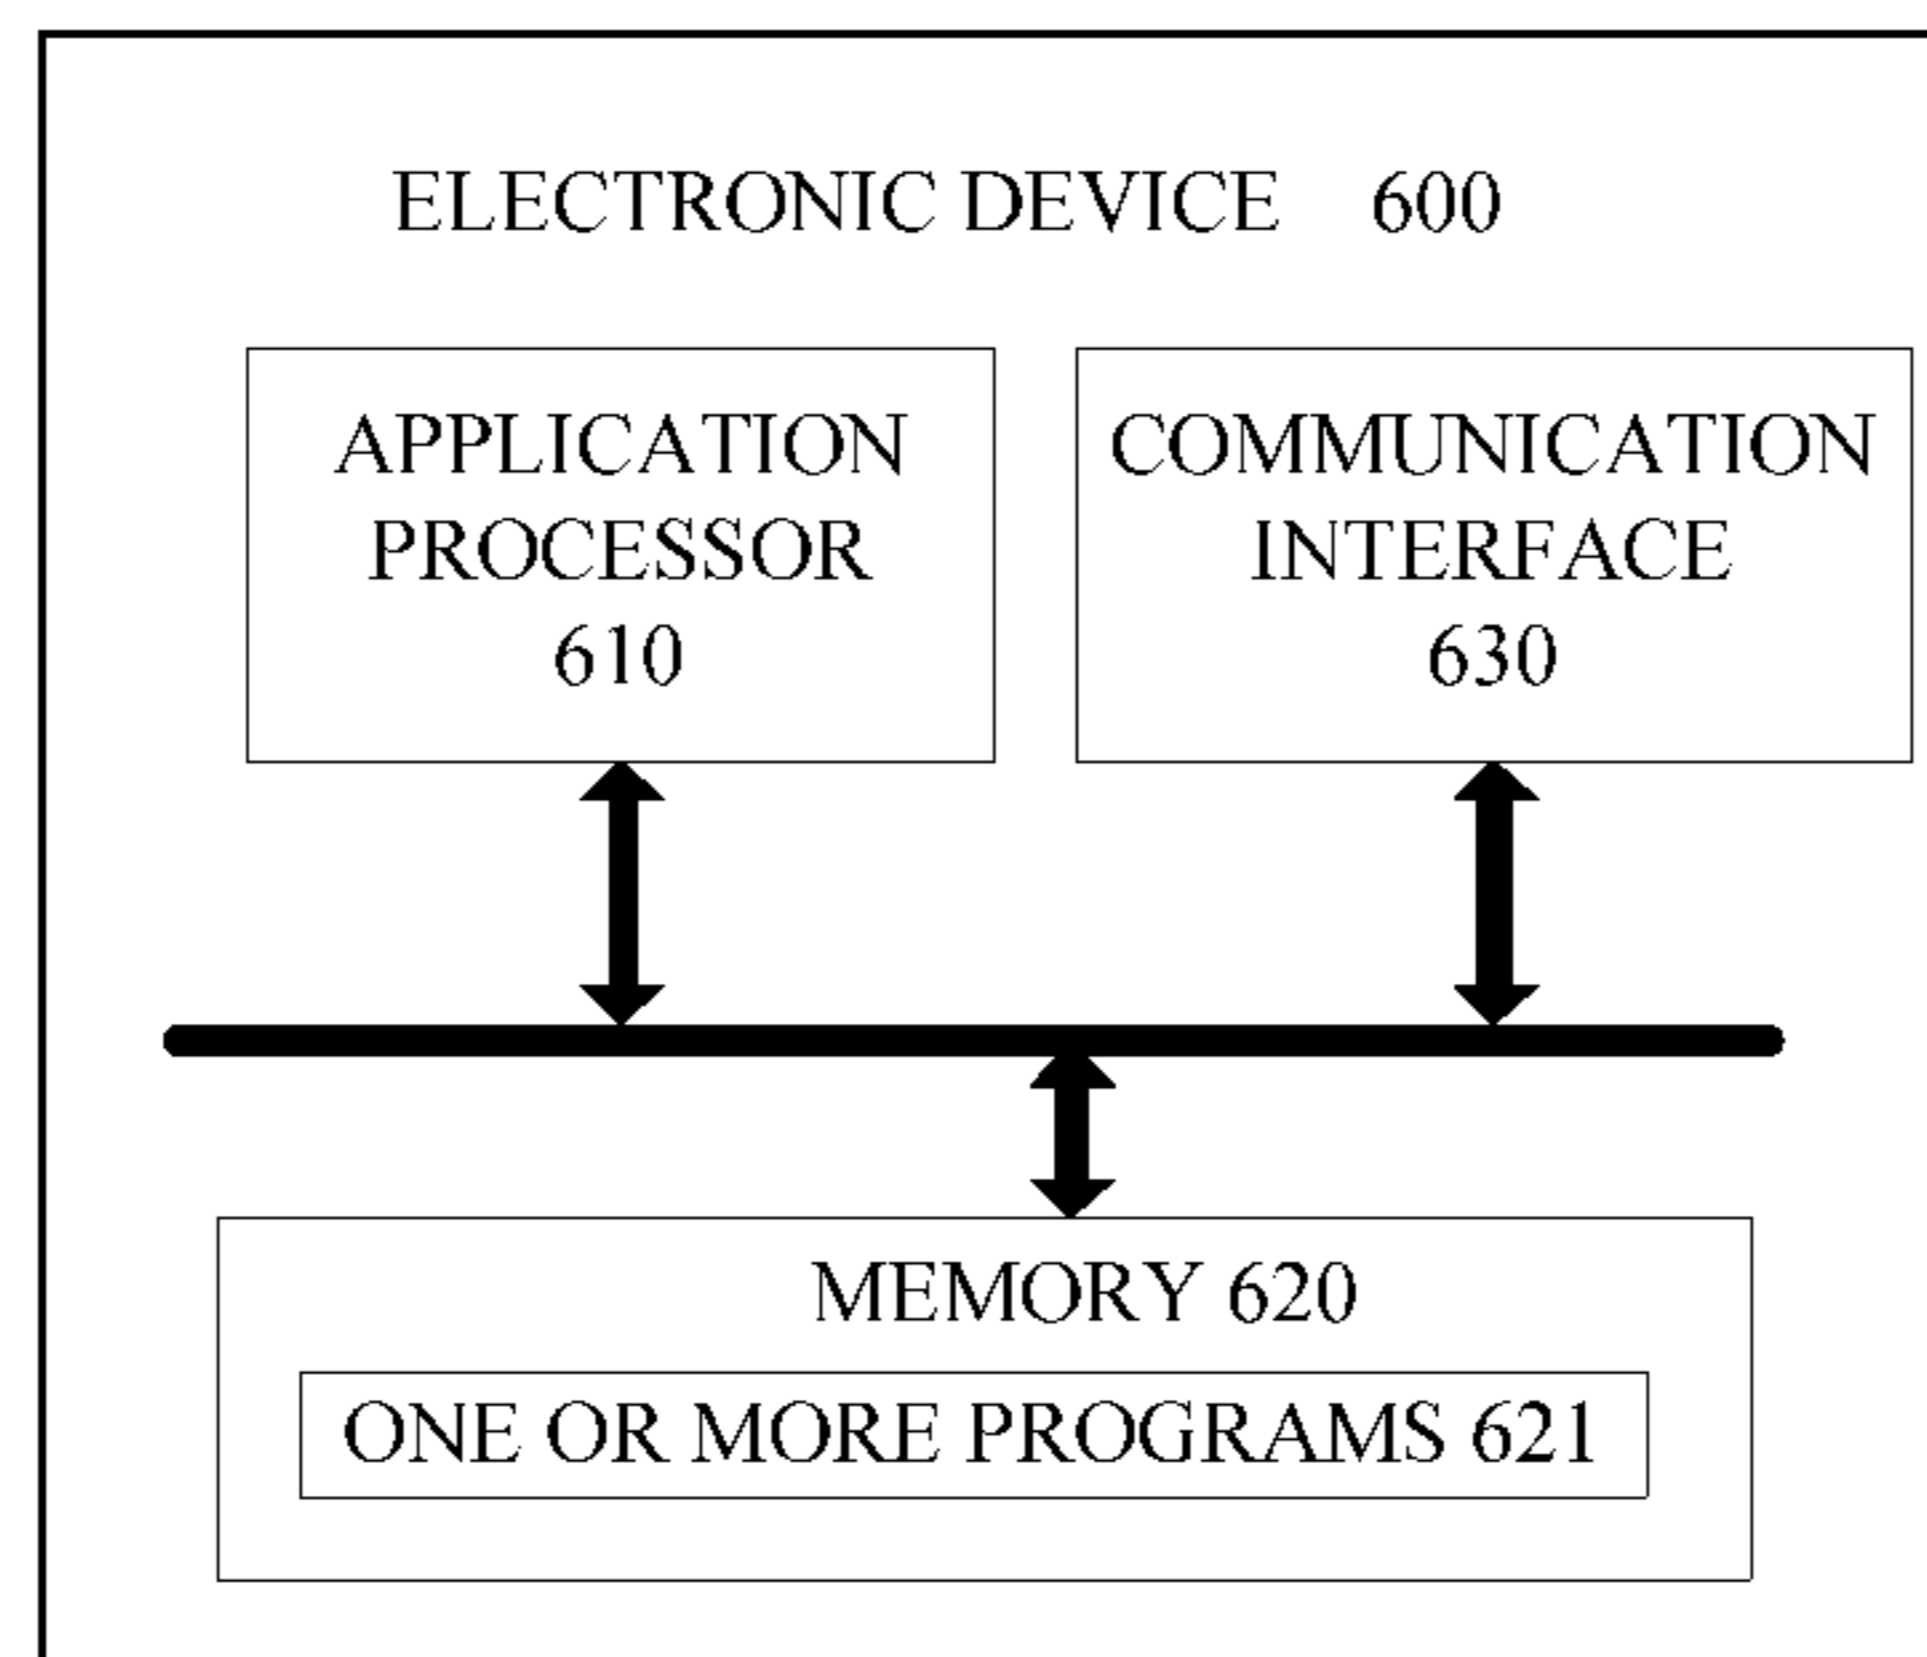 ELECTRONIC DEVICE 600
APPLICATION
PROCESSOR
610
COMMUNICATION
INTERFACE
630
MEMORY 620
ONE OR MORE PROGRAMS 621